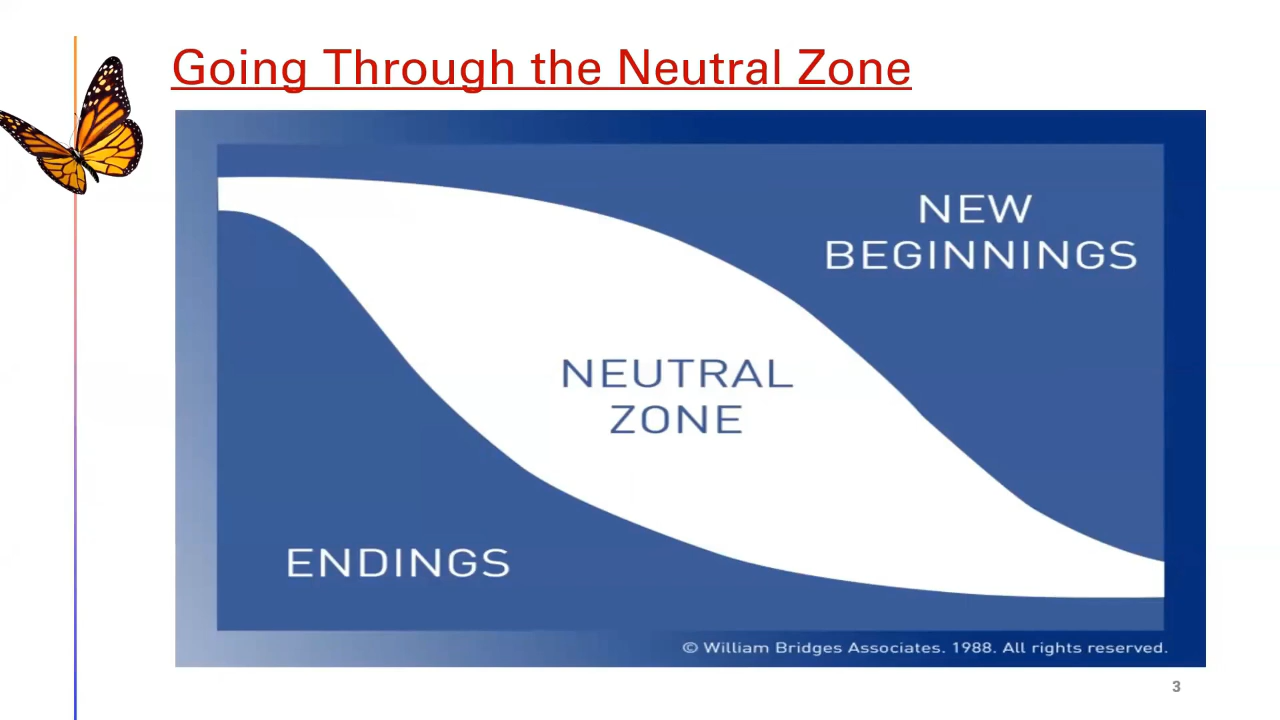 Going Through the Neutral Zone
NEW
BEGINNINGS
NEUTRAL
ZONE
ENDINGS
© William Bridges Associates. 1988. All rights reserved.
3